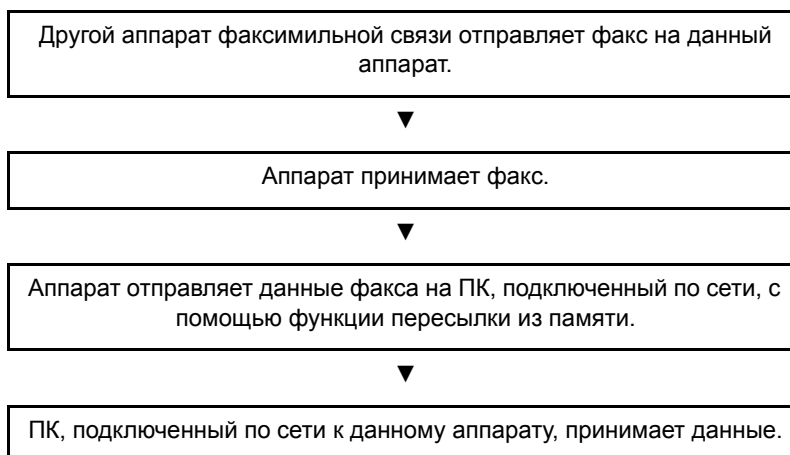 Другой аппарат факсимильной связи отправляет факс на данный
аппарат.
▼
Аппарат принимает факс.
▼
Аппарат отправляет данные факса на ПК, подключенный по сети, с
помощью функции пересылки из памяти.
▼
ПК, подключенный по сети к данному аппарату, принимает данные.